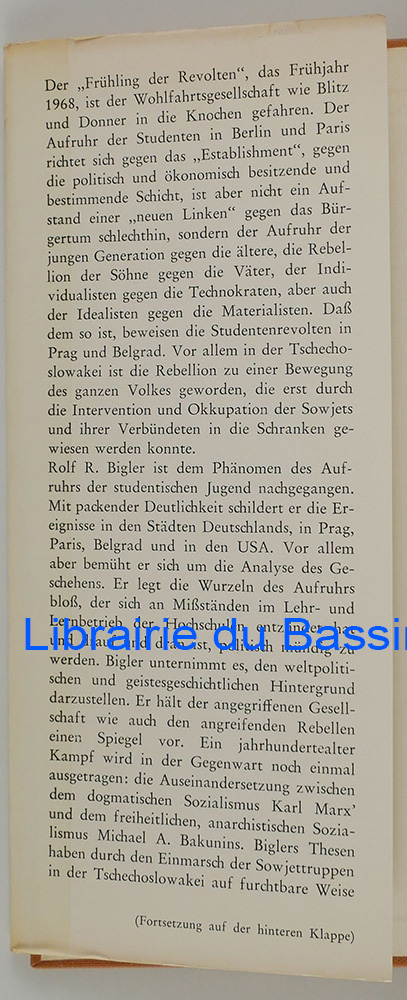 Der „Frühling der Revolten“, das Frühjahr
1968, ist der Wohlfahrtsgesellschaft wie Blitz
und Donner in die Knochen gefahren. Der
Aufruhr der Studenten in Berlin und Paris
richtet sich gegen das „Establishment“, gegen
die politisch und ökonomisch besitzende und
bestimmende Schicht, ist aber nicht ein Auf-
stand einer „neuen Linken“ gegen das Bür-
gertum schlechthin, sondern der Aufruhr der
jungen Generation gegen die ältere, die Rebel-
lion der Söhne gegen die Väter, der Indi-
vidualisten gegen die Technokraten, aber auch
der Idealisten gegen die Materialisten. Daß
dem so ist, beweisen die Studentenrevolten in
Prag und Belgrad. Vor allem in der Tschecho-
slowakei ist die Rebellion zu einer Bewegung
des ganzen Volkes geworden, die erst durch
die Intervention und Okkupation der Sowjets
und ihrer Verbündeten in die Schranken ge-
wiesen werden konnte.
Rolf R. Bigler ist dem Phänomen des Auf-
ruhrs der studentischen Jugend nachgegangen.
Mit packender Deutlichkeit schildert er die Er-
eignisse in den Städten Deutschlands, in Prag,
Paris, Belgrad und in den USA. Vor allem
aber bemüht er sich um die Analyse des Ge-
schehens. Er legt die Wurzeln des Aufruhrs
bloß, der sich an Mißständen im Lehr- und
Lernbetrieb der Hochschulen entzündet hat
und drauf und dran ist, politisch mündig zu
Librairie du Bassin
werden. Bigler unternimmt es, den weltpoliti-
schen und geistesgeschichtlichen Hintergrund
darzustellen. Er hält der angegriffenen Gesell-
schaft wie auch den angreifenden Rebellen
einen Spiegel vor. Ein jahrhundertealter
Kampf wird in der Gegenwart noch einmal
ausgetragen: die Auseinandersetzung zwischen
dem dogmatischen Sozialismus Karl Marx’
und dem freiheitlichen, anarchistischen Sozia-
lismus Michael A. Bakunins. Biglers Thesen
haben durch den Einmarsch der Sowjettruppen
in der Tschechoslowakei auf furchtbare Weise
(Fortsetzung auf der hinteren Klappe)